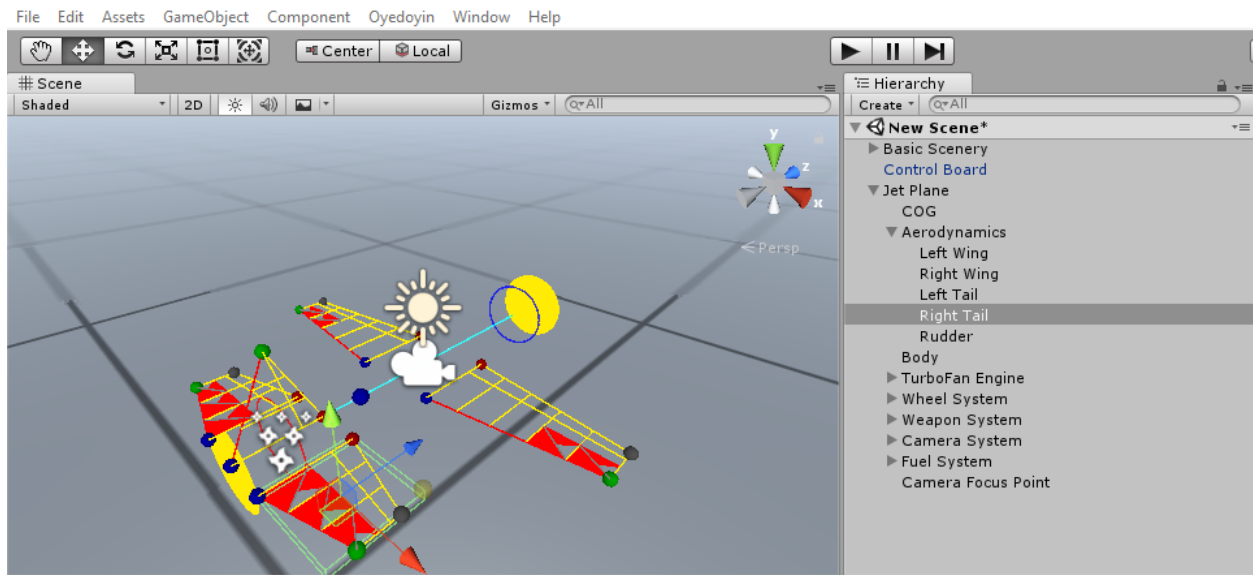 File Edit Assets GameObject Component Oyedoyin Window Help
Center Local
Scene
Hierarchy
Shaded 2D Gizmos All
Create All
New Scene*
Basic Scenery
Control Board
Jet Plane
COG
Aerodynamics
Left Wing
Right Wing
Left Tail
Right Tail
Rudder
Body
TurboFan Engine
Wheel System
Weapon System
Camera System
Fuel System
Camera Focus Point
y
z
x
Persp